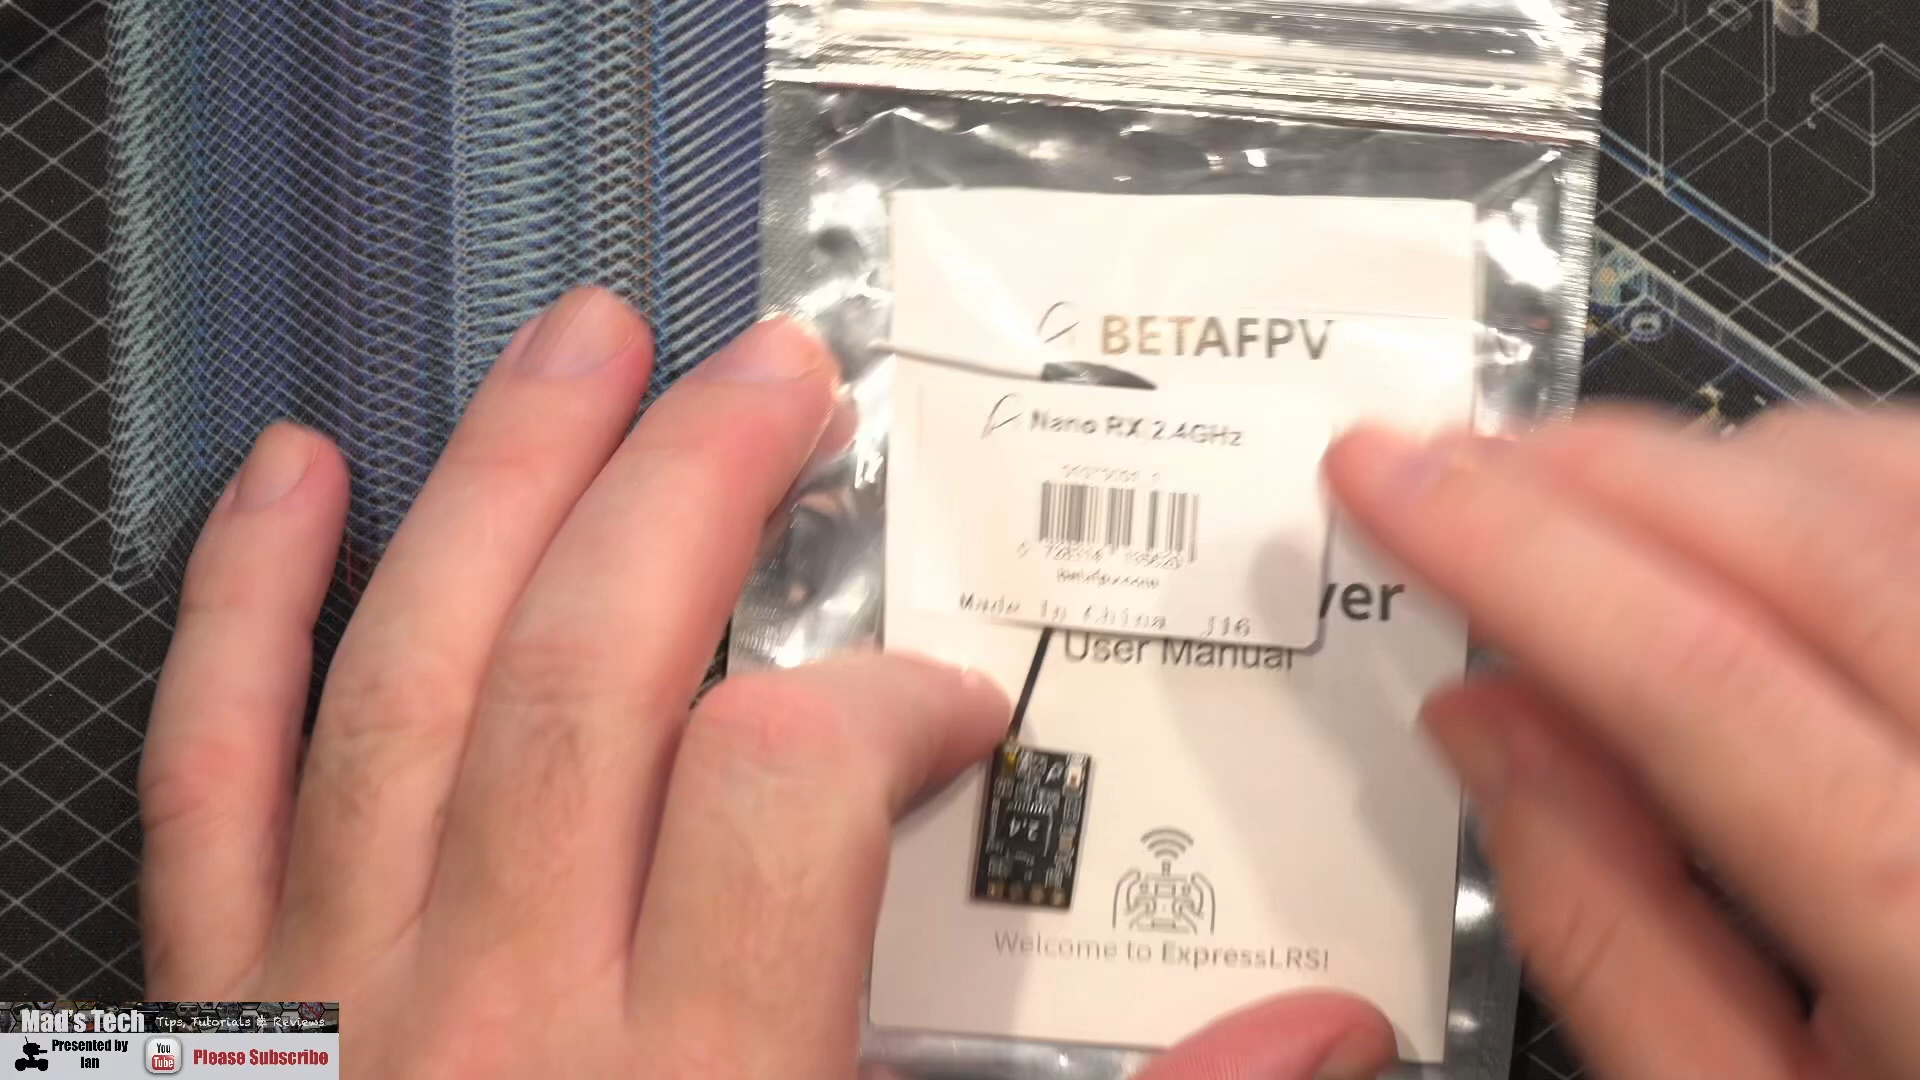 BETAFPV
Nano RX 2.4GHz
Made in China J16
ver
User Manual
2.4
Welcome to ExpressLRS!
Mad's Tech Tips, Tutorials & Reviews
Presented by
Ian
You
Tube
Please Subscribe